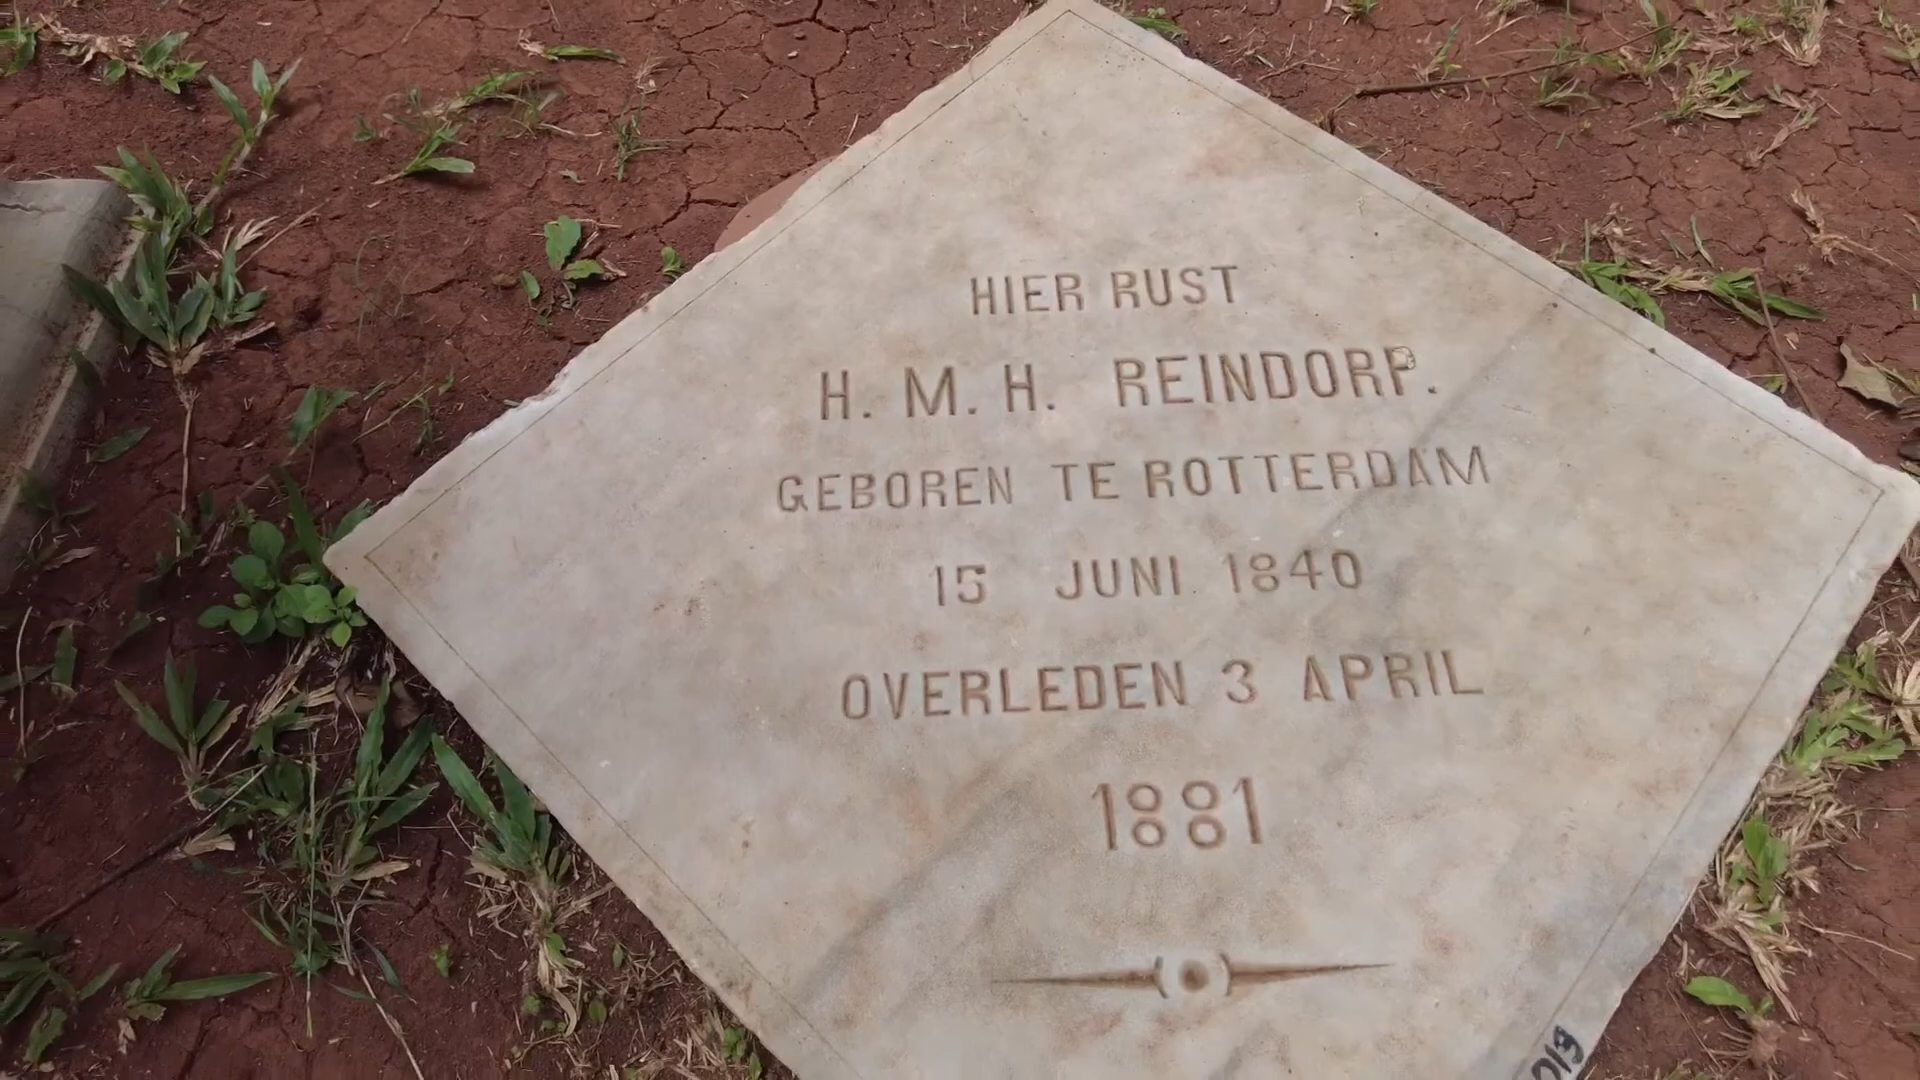 HIER RUST
H. M. H. REINDORP.
GEBOREN TE ROTTERDAM
15 JUNI 1840
OVERLEDEN 3 APRIL
1881